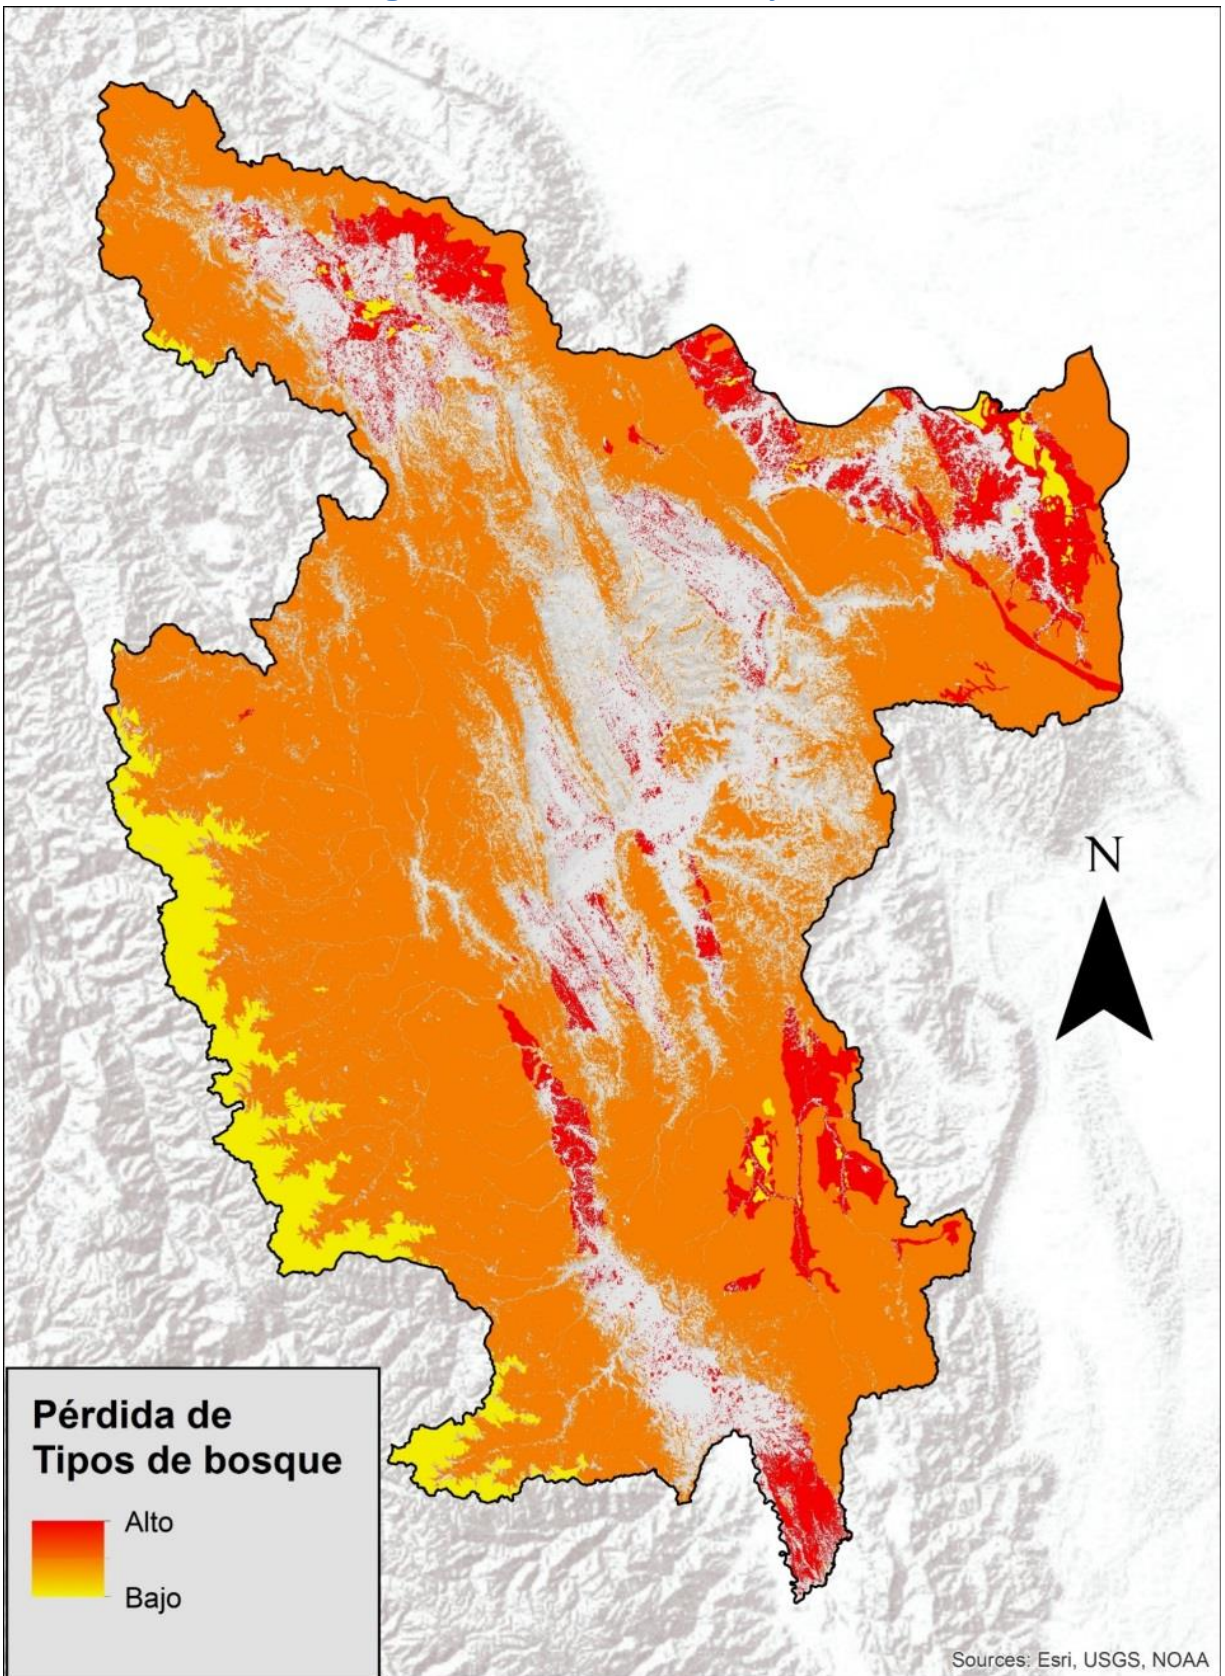 N
Pérdida de
Tipos de bosque
Alto
Bajo
Sources: Esri, USGS, NOAA